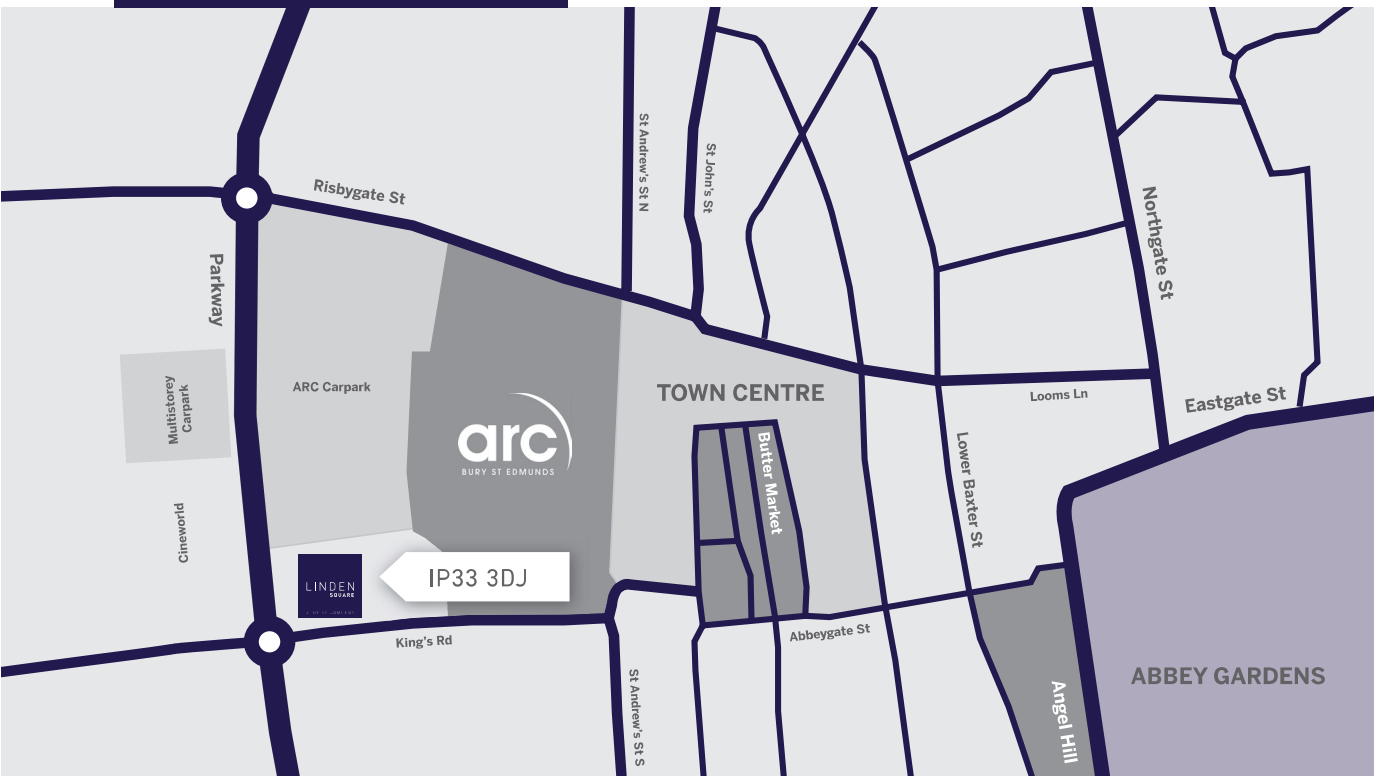 St Andrew's St N
St John's St
Risbygate St
Northgate St
Parkway
ARC Carpark
TOWN CENTRE
Looms Ln
Eastgate St
Multistorey
Carpark
arc
BURY ST EDMUNDS
Butter Market
Lower Baxter St
Cineworld
LINDEN
SQUARE
IP33 3DJ
King's Rd
Abbeygate St
St Andrew's St S
Angel Hill
ABBEY GARDENS